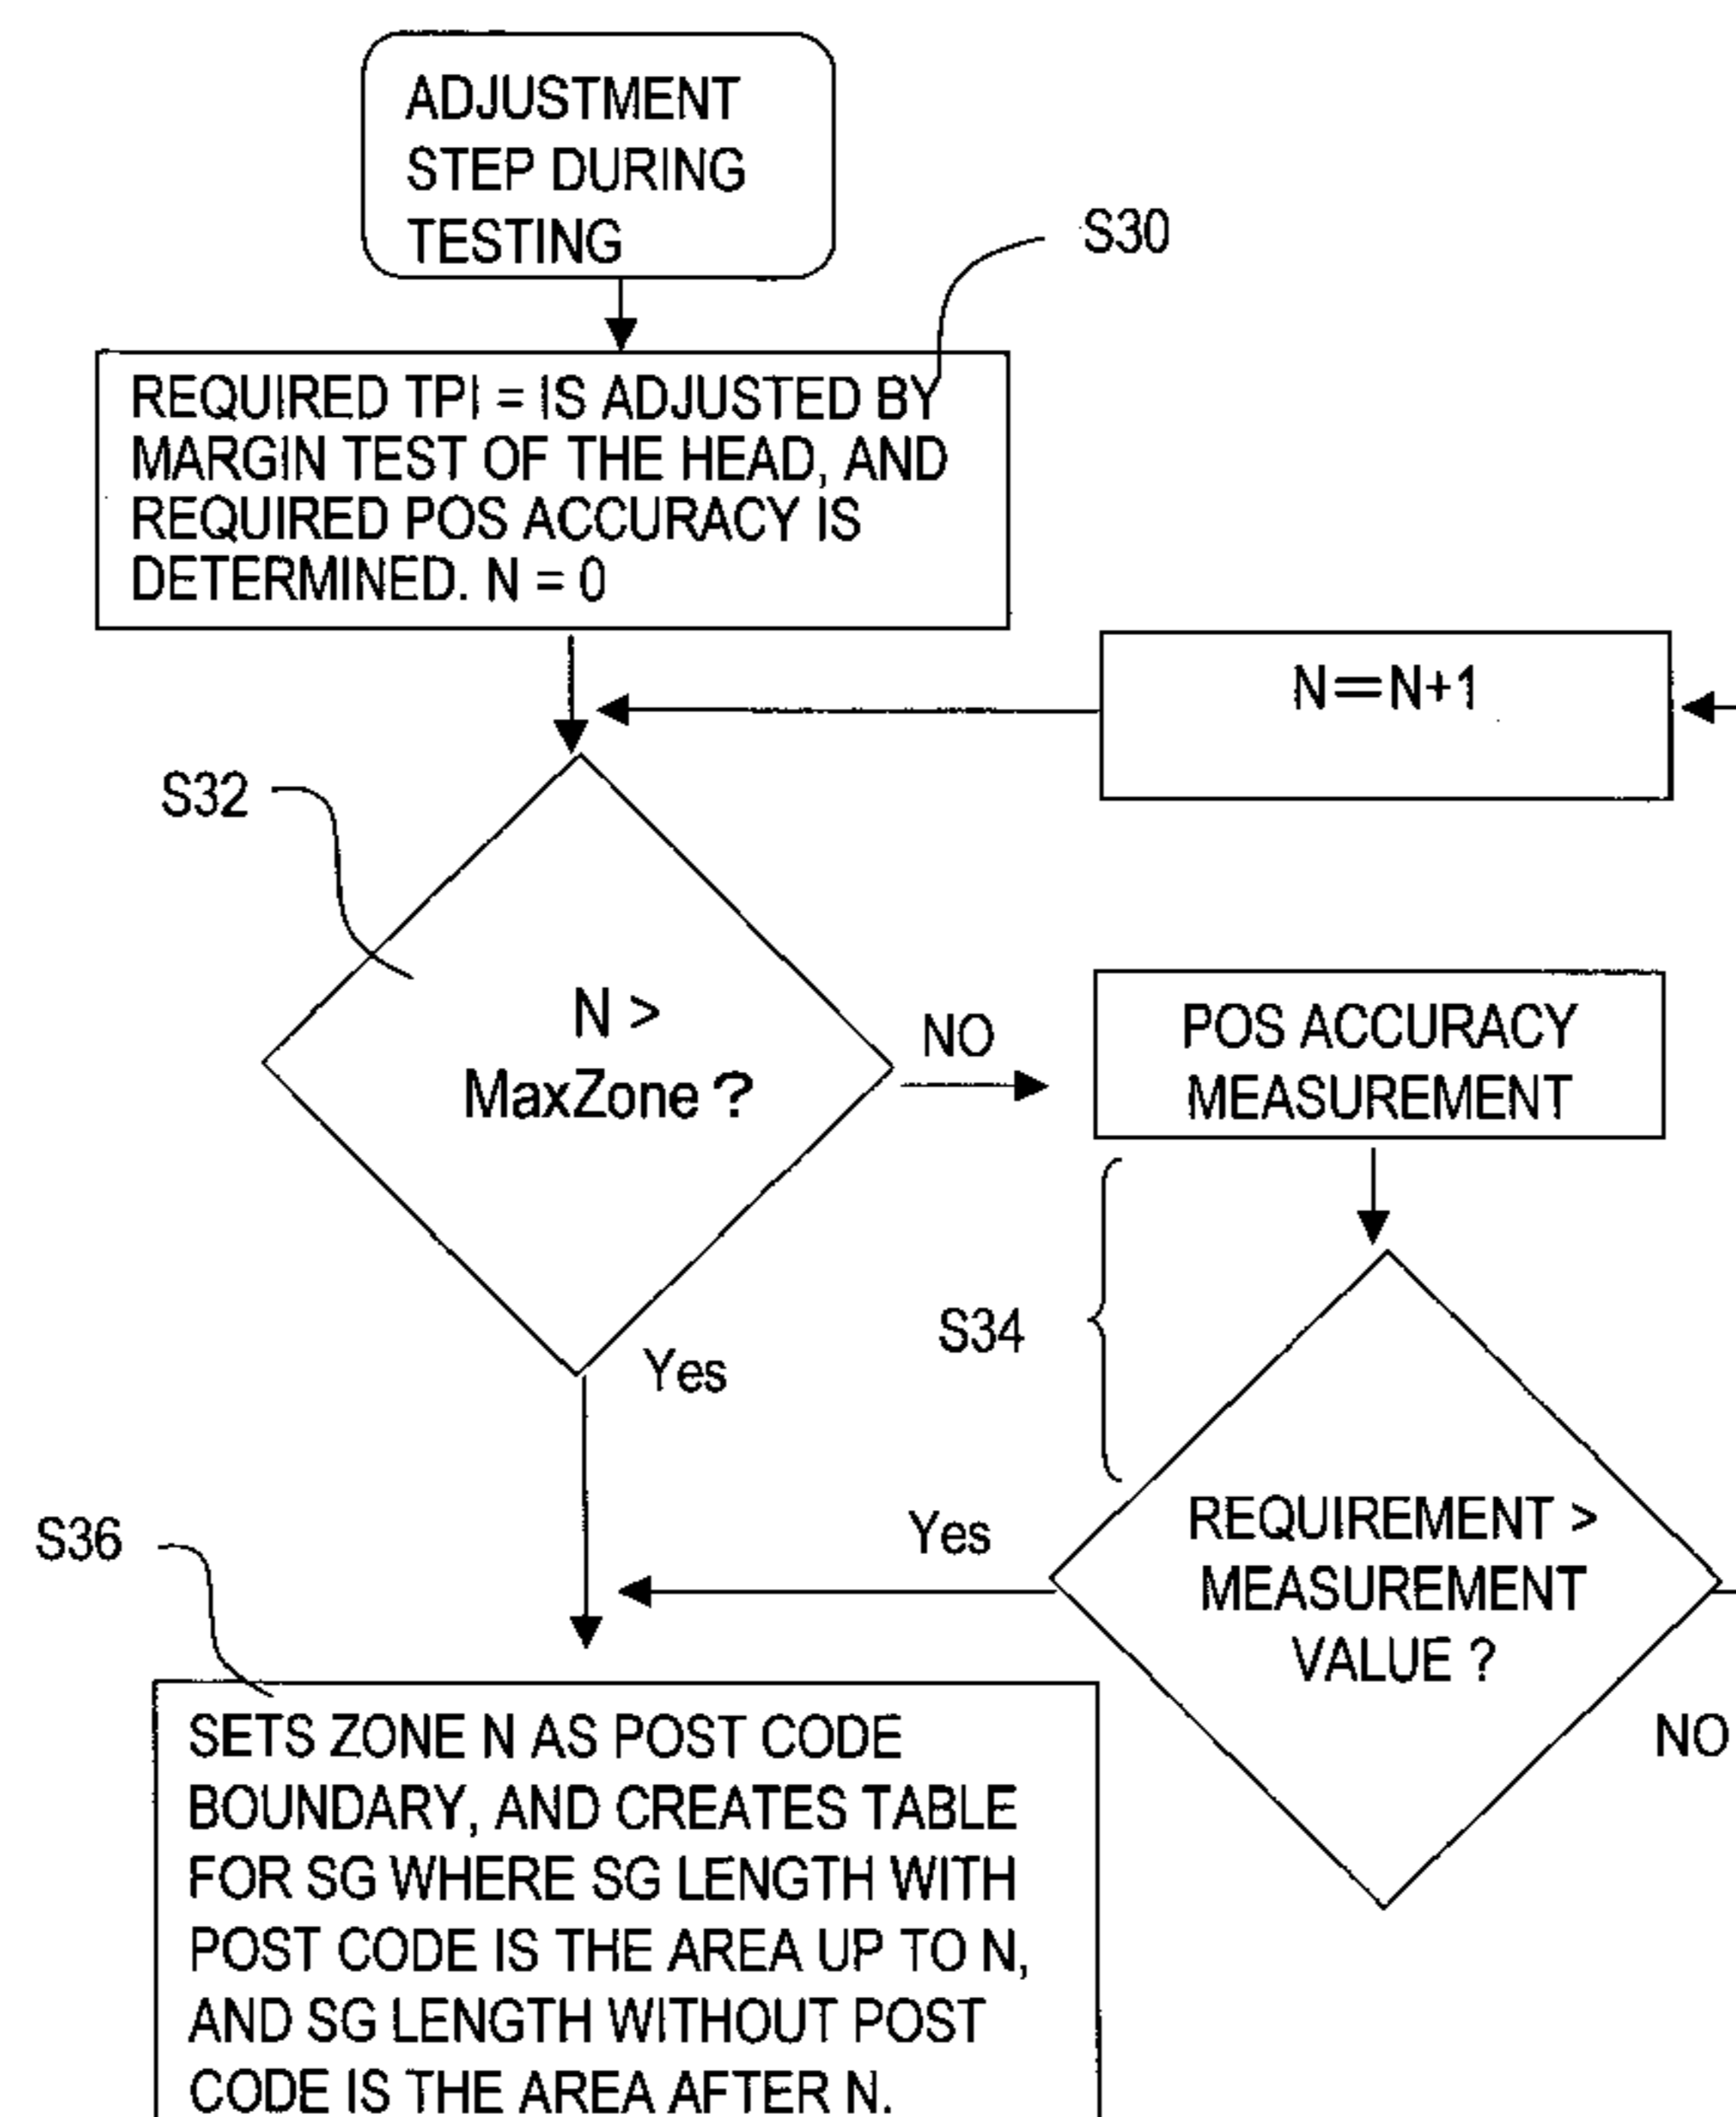 ADJUSTMENT
STEP DURING
TESTING
S30
REQUIRED TPI = IS ADJUSTED BY
MARGIN TEST OF THE HEAD, AND
REQUIRED POS ACCURACY IS
DETERMINED. N = 0
N=N+1
S32
N >
MaxZone ?
NO
POS ACCURACY
MEASUREMENT
S34
Yes
REQUIREMENT >
MEASUREMENT
VALUE ?
Yes
NO
S36
SETS ZONE N AS POST CODE
BOUNDARY, AND CREATES TABLE
FOR SG WHERE SG LENGTH WITH
POST CODE IS THE AREA UP TO N,
AND SG LENGTH WITHOUT POST
CODE IS THE AREA AFTER N.